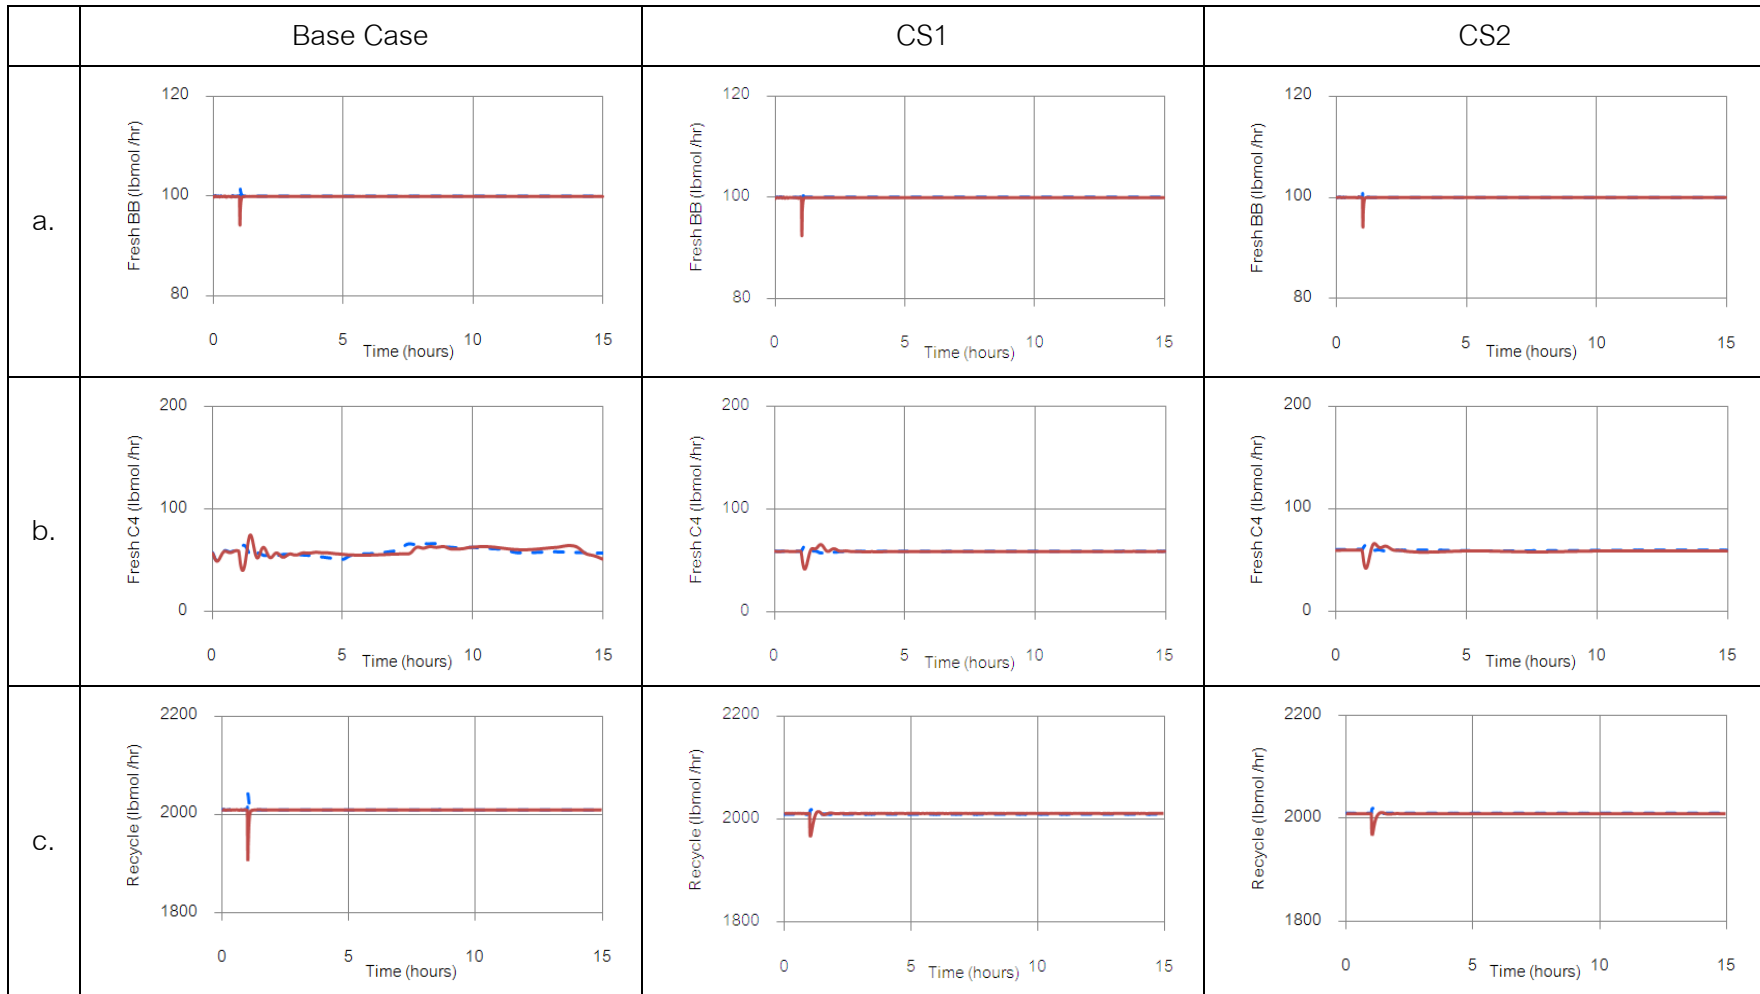 Base Case
CS1
CS2
a.
Fresh BB (lbmol /hr)
120
100
80
0
5
10
15
Time (hours)
Fresh BB (lbmol /hr)
120
100
80
0
5
10
15
Time (hours)
Fresh BB (lbmol /hr)
120
100
80
0
5
10
15
Time (hours)
b.
Fresh C4 (lbmol /hr)
200
100
0
0
5
10
15
Time (hours)
Fresh C4 (lbmol /hr)
200
100
0
0
5
10
15
Time (hours)
Fresh C4 (lbmol /hr)
200
100
0
0
5
10
15
Time (hours)
c.
Recycle (lbmol /hr)
2200
2000
1800
0
5
10
15
Time (hours)
Recycle (lbmol /hr)
2200
2000
1800
0
5
10
15
Time (hours)
Recycle (lbmol /hr)
2200
2000
1800
0
5
10
15
Time (hours)